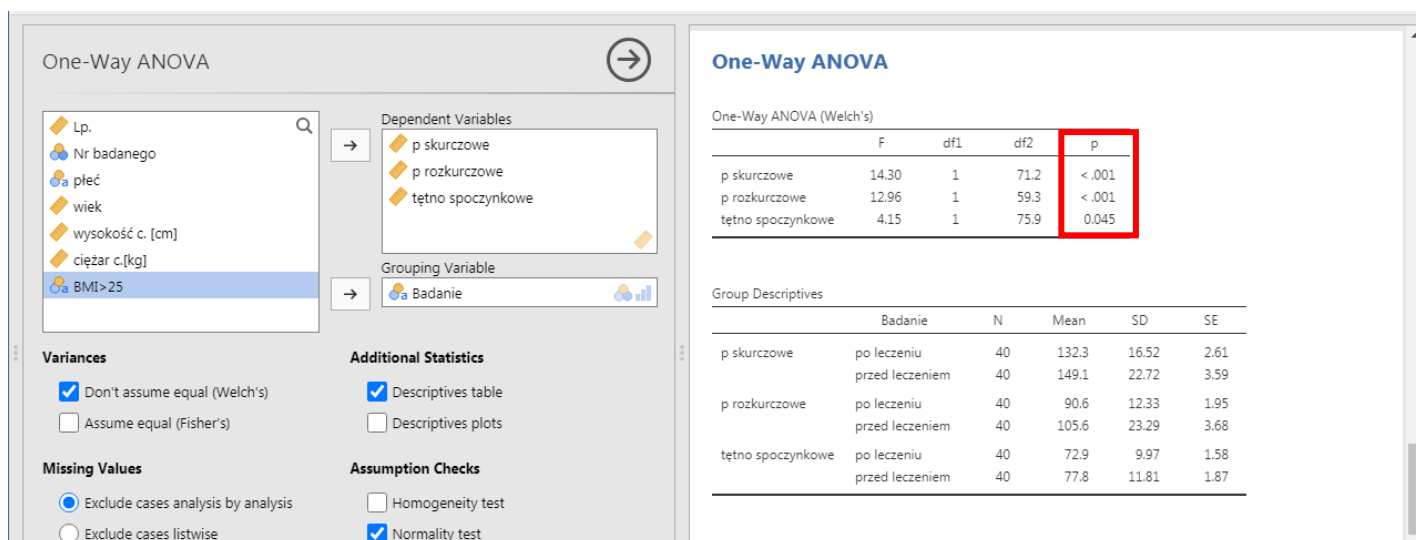 One-Way ANOVA
Lp.
Nr badanego
płeć
wiek
wysokość c. [cm]
ciężar c.[kg]
BMI>25
Dependent Variables
p skurczowe
p rozkurczowe
tętno spoczynkowe
Grouping Variable
Badanie
Variances
Don't assume equal (Welch's)
Assume equal (Fisher's)
Additional Statistics
Descriptives table
Descriptives plots
Missing Values
Exclude cases analysis by analysis
Exclude cases listwise
Assumption Checks
Homogeneity test
Normality test
One-Way ANOVA
One-Way ANOVA (Welch's)
F df1 df2 p
p skurczowe 14.30 1 71.2 < .001
p rozkurczowe 12.96 1 59.3 < .001
tętno spoczynkowe 4.15 1 75.9 0.045
Group Descriptives
Badanie N Mean SD SE
p skurczowe po leczeniu 40 132.3 16.52 2.61
przed leczeniem 40 149.1 22.72 3.59
p rozkurczowe po leczeniu 40 90.6 12.33 1.95
przed leczeniem 40 105.6 23.29 3.68
tętno spoczynkowe po leczeniu 40 72.9 9.97 1.58
przed leczeniem 40 77.8 11.81 1.87